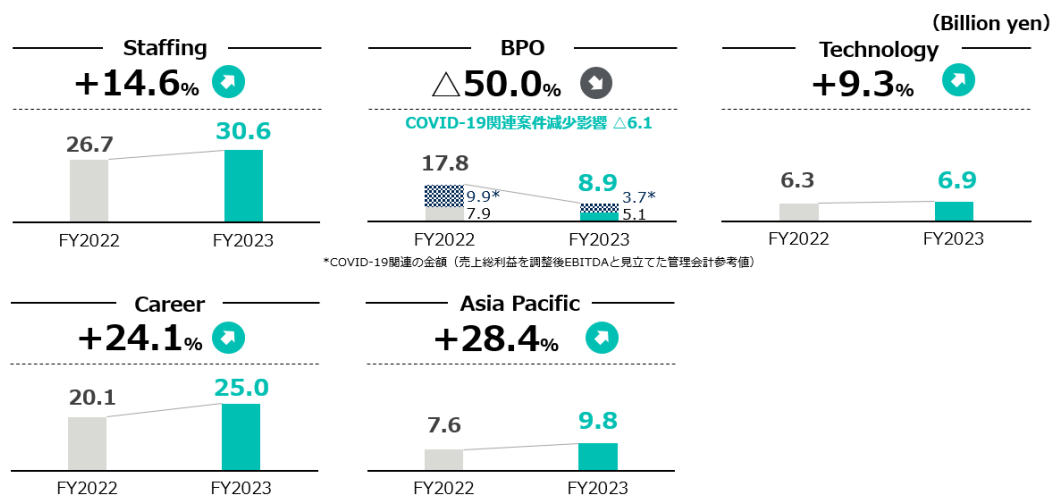 (Billion yen)
Staffing
+14.6%
26.7
30.6
FY2022
FY2023
BPO
△50.0%
COVID-19関連案件減少影響 △6.1
17.8
9.9*
7.9
8.9
3.7*
5.1
FY2022
FY2023
*COVID-19関連の金額（売上総利益を調整後EBITDAと見立てた管理会計参考値）
Technology
+9.3%
6.3
6.9
FY2022
FY2023
Career
+24.1%
20.1
25.0
FY2022
FY2023
Asia Pacific
+28.4%
7.6
9.8
FY2022
FY2023